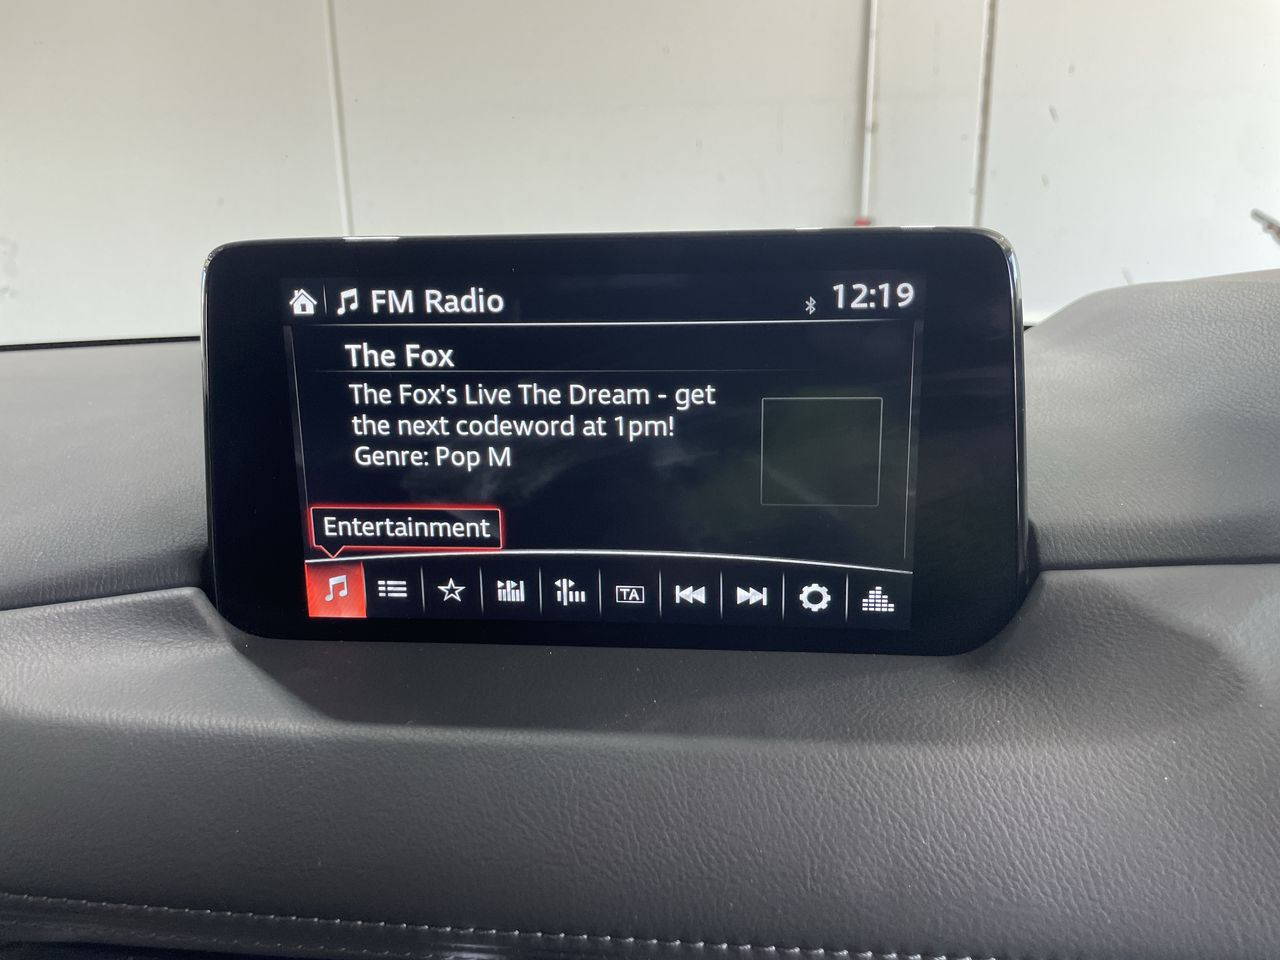 FM Radio
12:19
The Fox
The Fox's Live The Dream - get
the next codeword at 1pm!
Genre: Pop M
Entertainment
TA